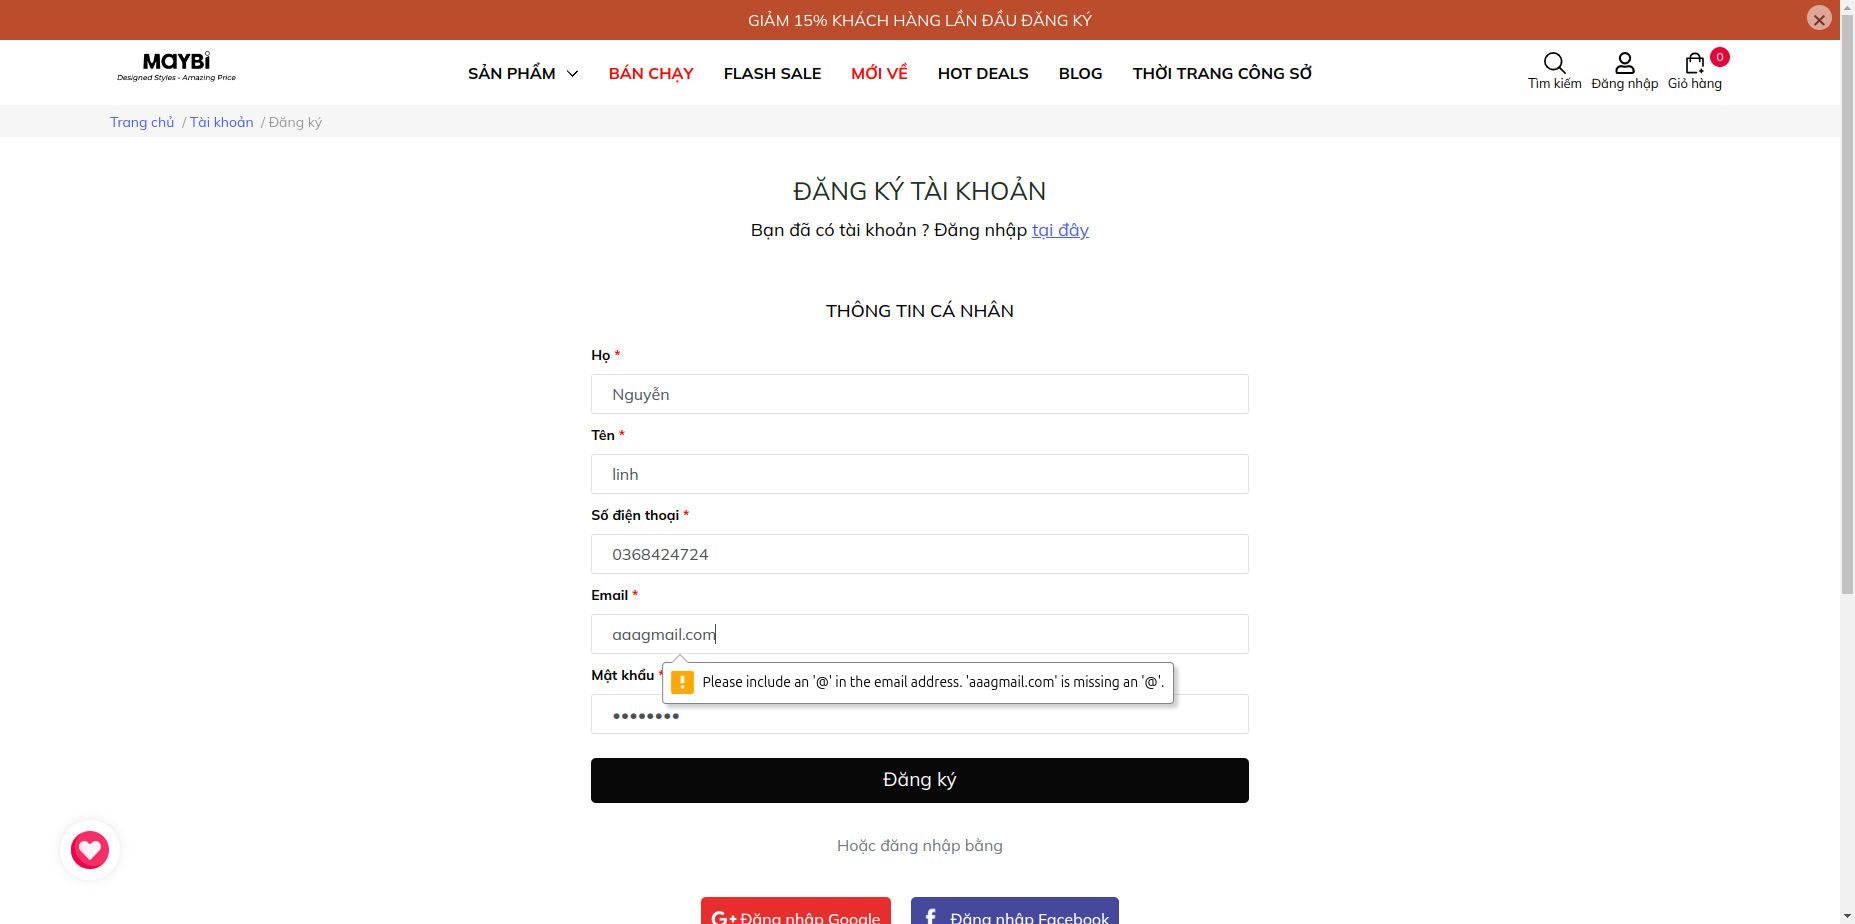 GIẢM 15% KHÁCH HÀNG LẦN ĐẦU ĐĂNG KÝ
MAYBI
Designed Styles - Amazing Price
SẢN PHẨM BÁN CHẠY FLASH SALE MỚI VỀ HOT DEALS BLOG THỜI TRANG CÔNG SỞ
0
Tìm kiếm Đăng nhập Giỏ hàng
Trang chủ / Tài khoản / Đăng ký
ĐĂNG KÝ TÀI KHOẢN
Bạn đã có tài khoản ? Đăng nhập tại đây
THÔNG TIN CÁ NHÂN
Họ *
Nguyễn
Tên *
linh
Số điện thoại *
0368424724
Email *
aaagmail.com
Mật khẩu *
Please include an '@' in the email address. 'aaagmail.com' is missing an '@'.
••••••••
Đăng ký
Hoặc đăng nhập bằng
G+ Đăng nhập Google
f Đăng nhập Facebook